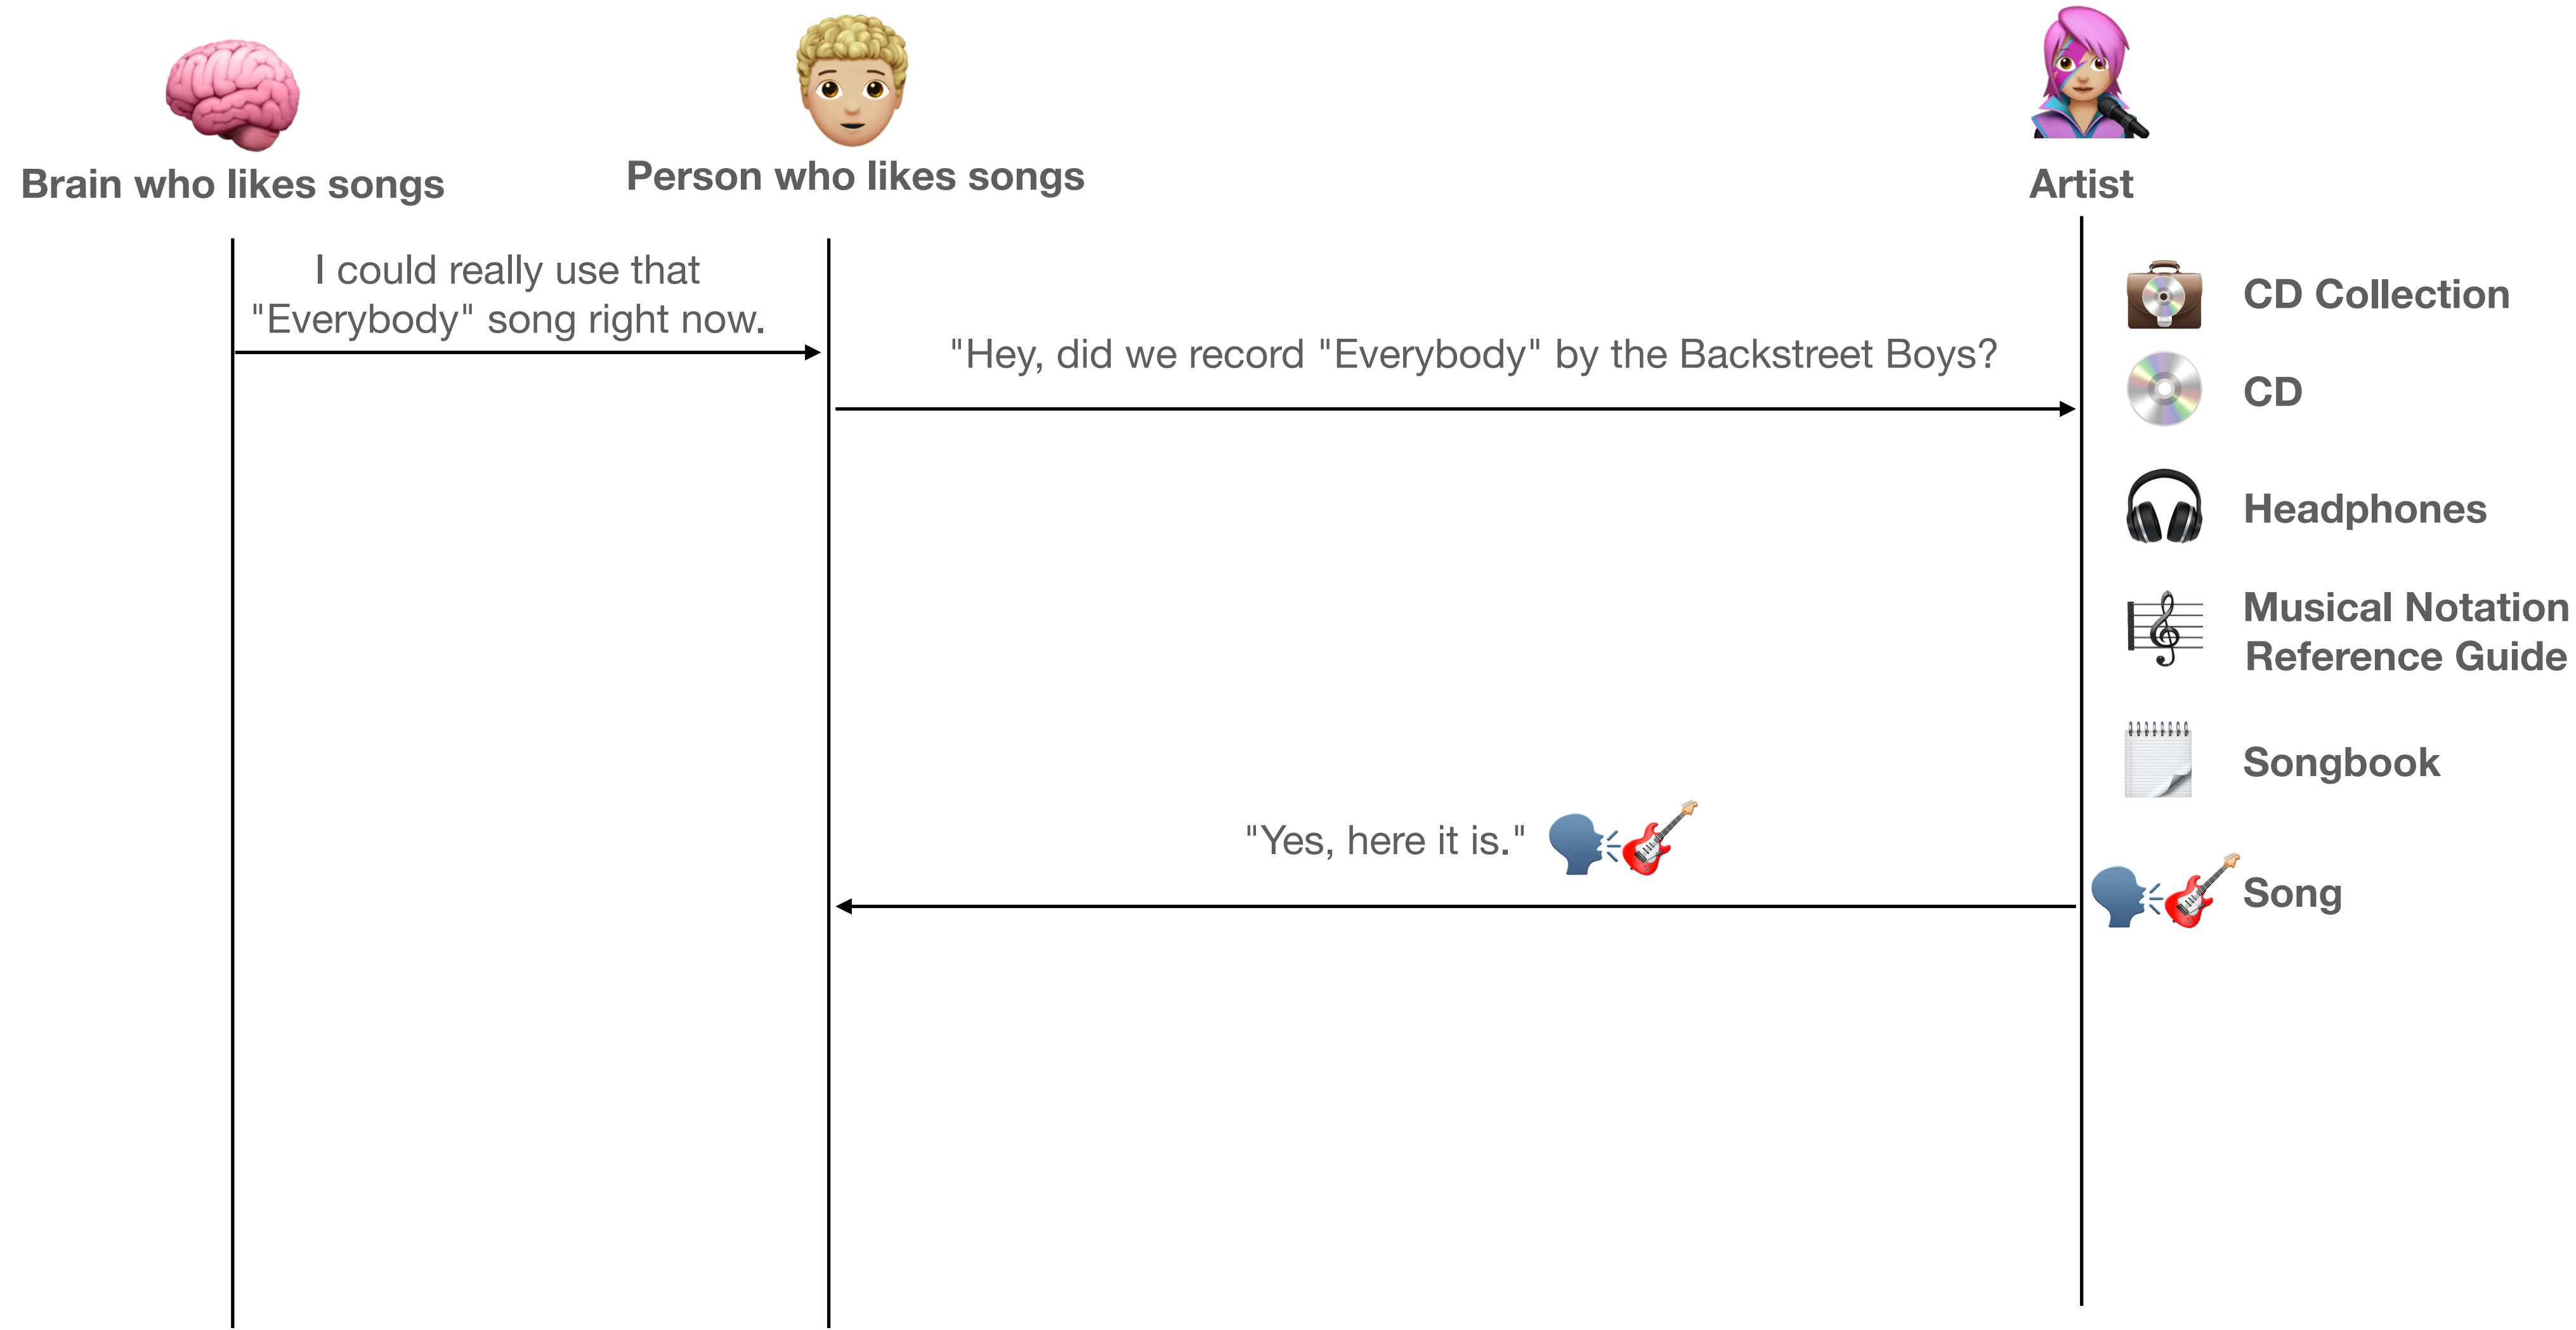 Brain who likes songs
Person who likes songs
Artist
I could really use that
"Everybody" song right now.
"Hey, did we record "Everybody" by the Backstreet Boys?
CD Collection
CD
Headphones
Musical Notation
Reference Guide
Songbook
"Yes, here it is."
Song